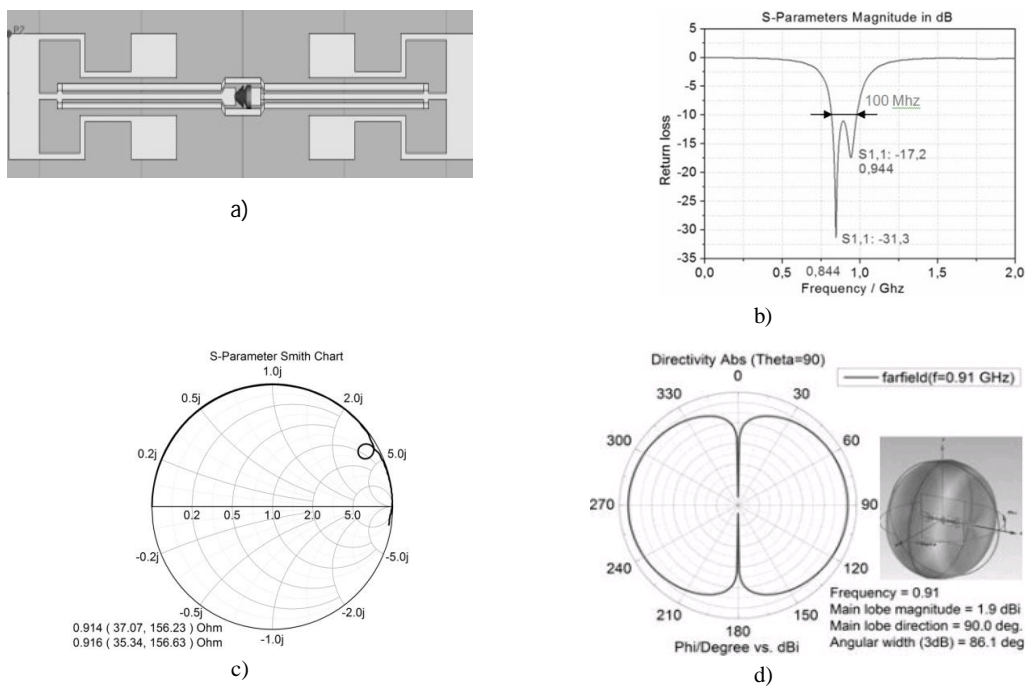 P2
a)
S-Parameters Magnitude in dB
5
0
-5
-10
-15
-20
-25
-30
-35
Return loss
100 Mhz
S1,1: -17,2
0,944
S1,1: -31,3
0,0 0,5 0,844 1,0 1,5 2,0
Frequency / Ghz
b)
S-Parameter Smith Chart
1.0j
0.5j 2.0j
0.2j 5.0j
0.2 0.5 1.0 2.0 5.0
-0.2j -5.0j
-0.5j -2.0j
-1.0j
0.914 ( 37.07, 156.23 ) Ohm
0.916 ( 35.34, 156.63 ) Ohm
c)
Directivity Abs (Theta=90)
farfield(f=0.91 GHz)
0
330 30
300 60
270 90
240 120
210 150
180
Phi/Degree vs. dBi
Frequency = 0.91
Main lobe magnitude = 1.9 dBi
Main lobe direction = 90.0 deg.
Angular width (3dB) = 86.1 deg
d)